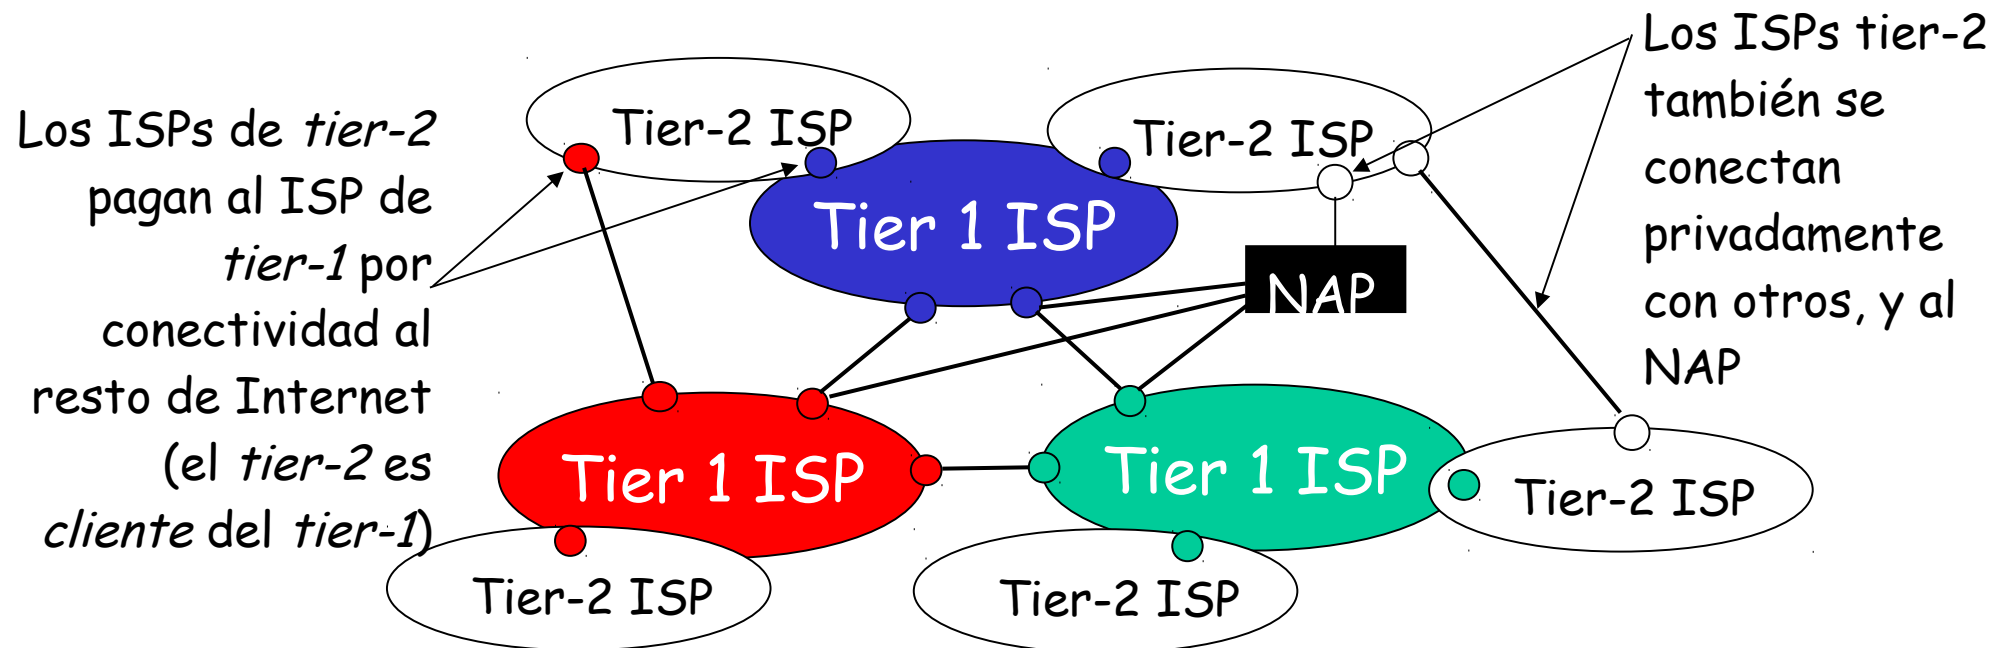 Los ISPs de tier-2
pagan al ISP de
tier-1 por
conectividad al
resto de Internet
(el tier-2 es
cliente del tier-1)
Tier-2 ISP
Tier-2 ISP
Tier 1 ISP
NAP
Tier 1 ISP
Tier 1 ISP
Tier-2 ISP
Tier-2 ISP
Tier-2 ISP
Los ISPs tier-2
también se
conectan
privadamente
con otros, y al
NAP